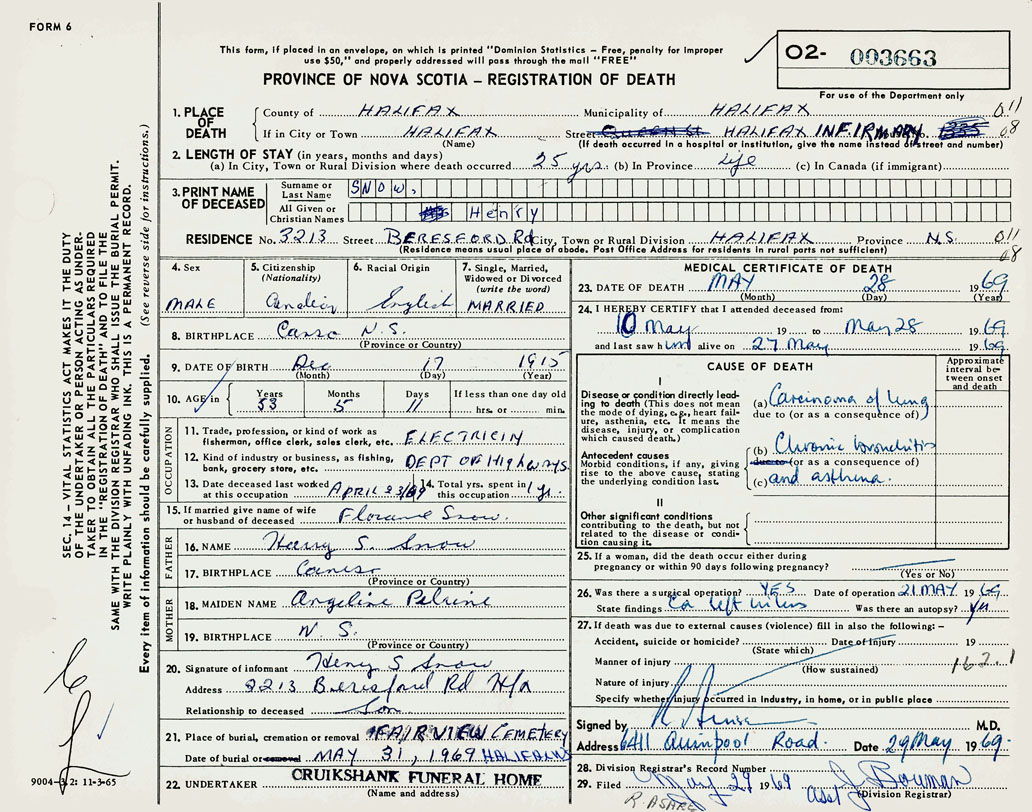 FORM 6
This form, if placed in an envelope, on which is printed "Dominion Statistics – Free, penalty for improper
use $50," and properly addressed will pass through the mail "FREE"
PROVINCE OF NOVA SCOTIA – REGISTRATION OF DEATH
02- 003663
For use of the Department only
SEC. 14 – VITAL STATISTICS ACT MAKES IT THE DUTY
OF THE UNDERTAKER OR PERSON ACTING AS UNDER-
TAKER TO OBTAIN ALL THE PARTICULARS REQUIRED
IN THE "REGISTRATION OF DEATH" AND TO FILE THE
SAME WITH THE DIVISION REGISTRAR WHO SHALL ISSUE THE BURIAL PERMIT.
WRITE PLAINLY WITH UNFADING INK. THIS IS A PERMANENT RECORD.
Every item of information should be carefully supplied. (See reverse side for instructions.)
1. PLACE OF DEATH
County of HALIFAX Municipality of HALIFAX 011
If in City or Town HALIFAX Street Queen St HALIFAX INFIRMARY No. 08
(Name) (If death occurred in a hospital or institution, give the name instead of street and number)
2. LENGTH OF STAY (in years, months and days)
(a) In City, Town or Rural Division where death occurred 25 yrs. (b) In Province Life (c) In Canada (if immigration)
3. PRINT NAME OF DECEASED
Surname or Last Name SNOW,
All Given or Christian Names Henry
RESIDENCE No. 3213 Street BERESFORD Rd City, Town or Rural Division HALIFAX Province N.S. 011
(Residence means usual place of abode. Post Office Address for residents in rural parts not sufficient) 08
4. Sex MALE
5. Citizenship (Nationality)
6. Racial Origin English
7. Single, Married, Widowed or Divorced (write the word) MARRIED
8. BIRTHPLACE Canso N.S.
(Province or Country)
9. DATE OF BIRTH Dec 17 1915
(Month) (Day) (Year)
10. AGE in Years 53 Months 5 Days 11 If less than one day old hrs. or min.
OCCUPATION
11. Trade, profession, or kind of work as fisherman, office clerk, sales clerk, etc. ELECTRICIN
12. Kind of industry or business, as fishing, bank, grocery store, etc. DEPT OF HIGHWAYS
13. Date deceased last worked at this occupation APRIL 23/69 14. Total yrs. spent in this occupation 1 yr.
15. If married give name of wife or husband of deceased Florance Snow.
FATHER
16. NAME Henry S. Snow
17. BIRTHPLACE Canso
(Province or Country)
MOTHER
18. MAIDEN NAME Angeline Pelrine
19. BIRTHPLACE N. S.
(Province or Country)
20. Signature of informant Henry S Snow
Address 3213 Beresford Rd Hfx
Relationship to deceased Son
21. Place of burial, cremation or removal FAIRVIEW CEMETERY
Date of burial or removal MAY 31, 1969 HALIFAX NS
22. UNDERTAKER CRUIKSHANK FUNERAL HOME
(Name and address)
9004-3.2: 11-3-65
MEDICAL CERTIFICATE OF DEATH
23. DATE OF DEATH MAY 28 1969
(Month) (Day) (Year)
24. I HEREBY CERTIFY that I attended deceased from:
10 May 19 to May 28 1969
and last saw him alive on 27 May 1969
CAUSE OF DEATH
Approximate interval between onset and death
I
Disease or condition directly leading to death (This does not mean the mode of dying, e.g., heart failure, asthenia, etc. It means the disease, injury, or complication which caused death.)
(a) Carcinoma of lung
due to (or as a consequence of)
Antecedent causes
Morbid conditions, if any, giving rise to the above cause, stating the underlying condition last.
(b) Chronic bronchitis
due to (or as a consequence of)
(c) and asthma.
II
Other significant conditions
contributing to the death, but not related to the disease or condition causing it.
25. If a woman, did the death occur either during
pregnancy or within 90 days following pregnancy?
(Yes or No)
26. Was there a surgical operation? YES Date of operation 21 MAY 1969
State findings Ca left hilus Was there an autopsy?
27. If death was due to external causes (violence) fill in also the following: –
Accident, suicide or homicide? Date of Injury 19
(State which)
Manner of injury 162.1
(How sustained)
Nature of injury
Specify whether injury occurred in Industry, in home, or in public place
Signed by M.D.
Address 6411 Quinpool Road. Date 29 May 1969.
28. Division Registrar's Record Number
29. Filed May 29 1969 Asst J. Bowman
(Division Registrar)